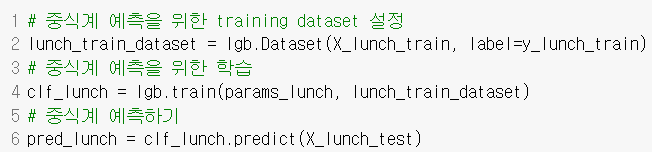 1 # 중식계 예측을 위한 training dataset 설정
2 lunch_train_dataset = lgb.Dataset(X_lunch_train, label=y_lunch_train)
3 # 중식계 예측을 위한 학습
4 clf_lunch = lgb.train(params_lunch, lunch_train_dataset)
5 # 중식계 예측하기
6 pred_lunch = clf_lunch.predict(X_lunch_test)